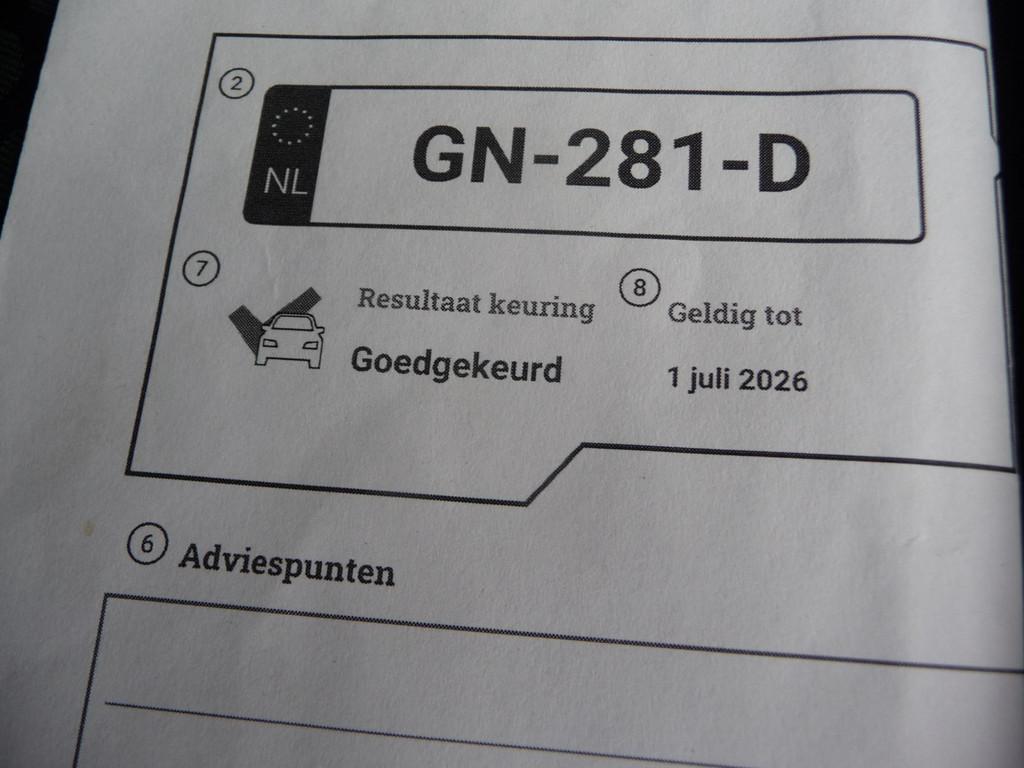 2
NL
GN-281-D
7
Resultaat keuring
Goedgekeurd
8
Geldig tot
1 juli 2026
6
Adviespunten